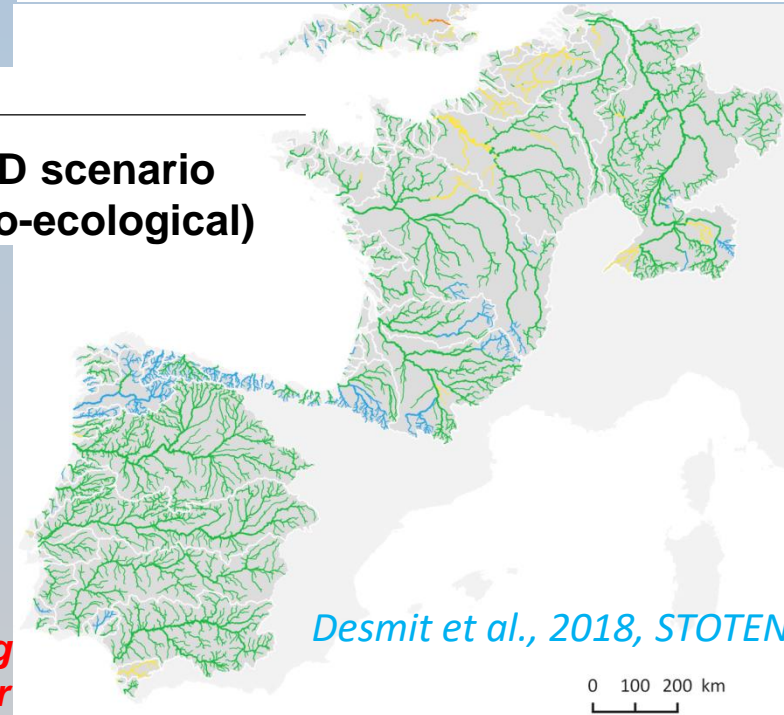 D scenario
o-ecological)
Desmit et al., 2018, STOTEN
g
r
0 100 200 km